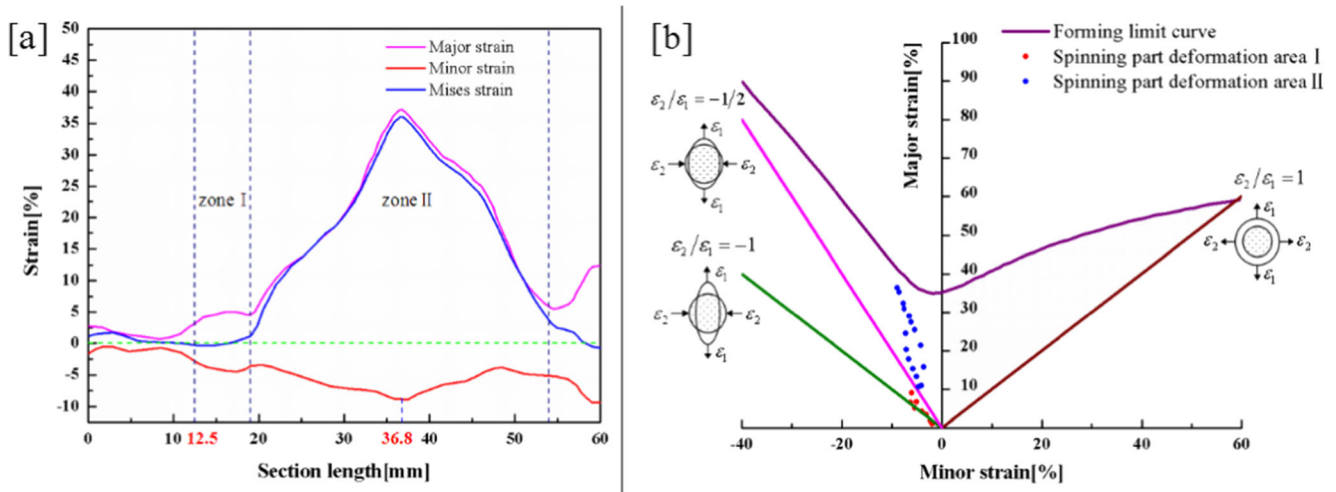 [a]
50
45
40
35
30
25
20
15
10
5
0
-5
-10
Strain[%]
Major strain
Minor strain
Mises strain
zone I
zone II
0 10 12.5 20 30 36.8 40 50 60
Section length[mm]
[b]
Forming limit curve
Spinning part deformation area I
Spinning part deformation area II
Major strain[%]
100
90
80
70
60
50
40
30
20
10
ε₂/ε₁ = -1/2
ε₁
ε₂ ε₂
ε₁
ε₂/ε₁ = -1
ε₁
ε₂ ε₂
ε₁
ε₂/ε₁ = 1
ε₁
ε₂ ε₂
ε₁
-40 -20 0 20 40 60
Minor strain[%]